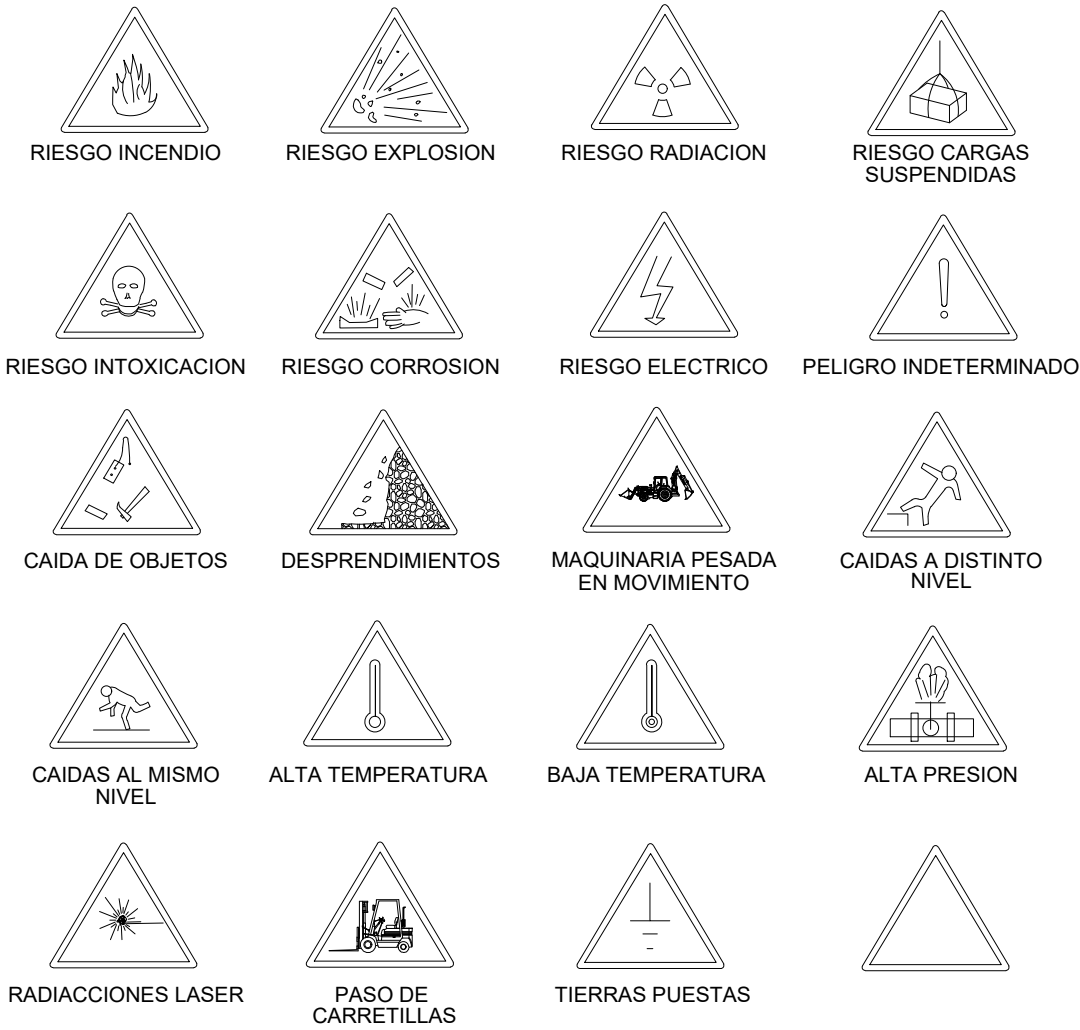 RIESGO INCENDIO
RIESGO EXPLOSION
RIESGO RADIACION
RIESGO CARGAS
SUSPENDIDAS
RIESGO INTOXICACION
RIESGO CORROSION
RIESGO ELECTRICO
PELIGRO INDETERMINADO
CAIDA DE OBJETOS
DESPRENDIMIENTOS
MAQUINARIA PESADA
EN MOVIMIENTO
CAIDAS A DISTINTO
NIVEL
CAIDAS AL MISMO
NIVEL
ALTA TEMPERATURA
BAJA TEMPERATURA
ALTA PRESION
RADIACCIONES LASER
PASO DE
CARRETILLAS
TIERRAS PUESTAS